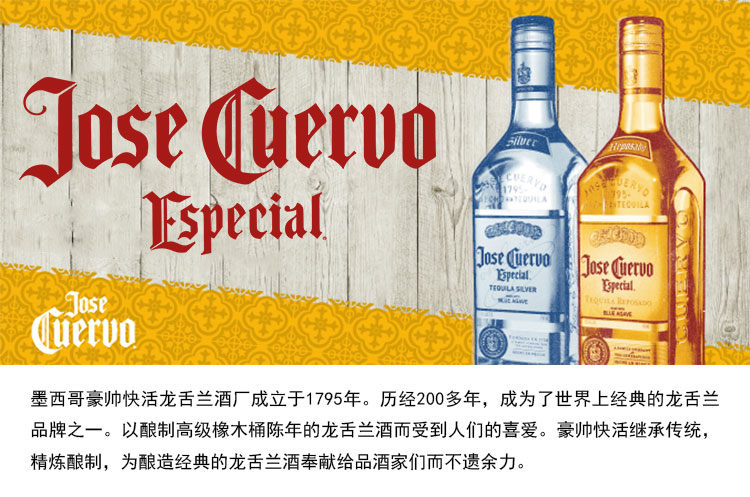 Jose Cuervo
Especial
Jose
Cuervo
Silver
1795
TEQUILA
Jose Cuervo
Especial
TEQUILA SILVER
BLUE AGAVE
Reposado
CUERVO
1795
TEQUILA
Jose Cuervo
Especial
TEQUILA REPOSADO
BLUE AGAVE
CUERVO
墨西哥豪帅快活龙舌兰酒厂成立于1795年。历经200多年，成为了世界上经典的龙舌兰
品牌之一。以酿制高级橡木桶陈年的龙舌兰酒而受到人们的喜爱。豪帅快活继承传统，
精炼酿制，为酿造经典的龙舌兰酒奉献给品酒家们而不遗余力。